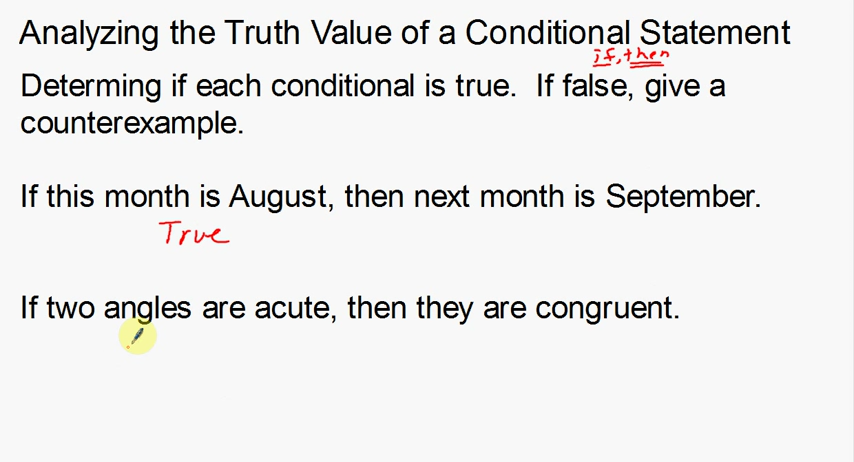 Analyzing the Truth Value of a Conditional Statement
if, then
Determing if each conditional is true. If false, give a
counterexample.
If this month is August, then next month is September.
True
If two angles are acute, then they are congruent.